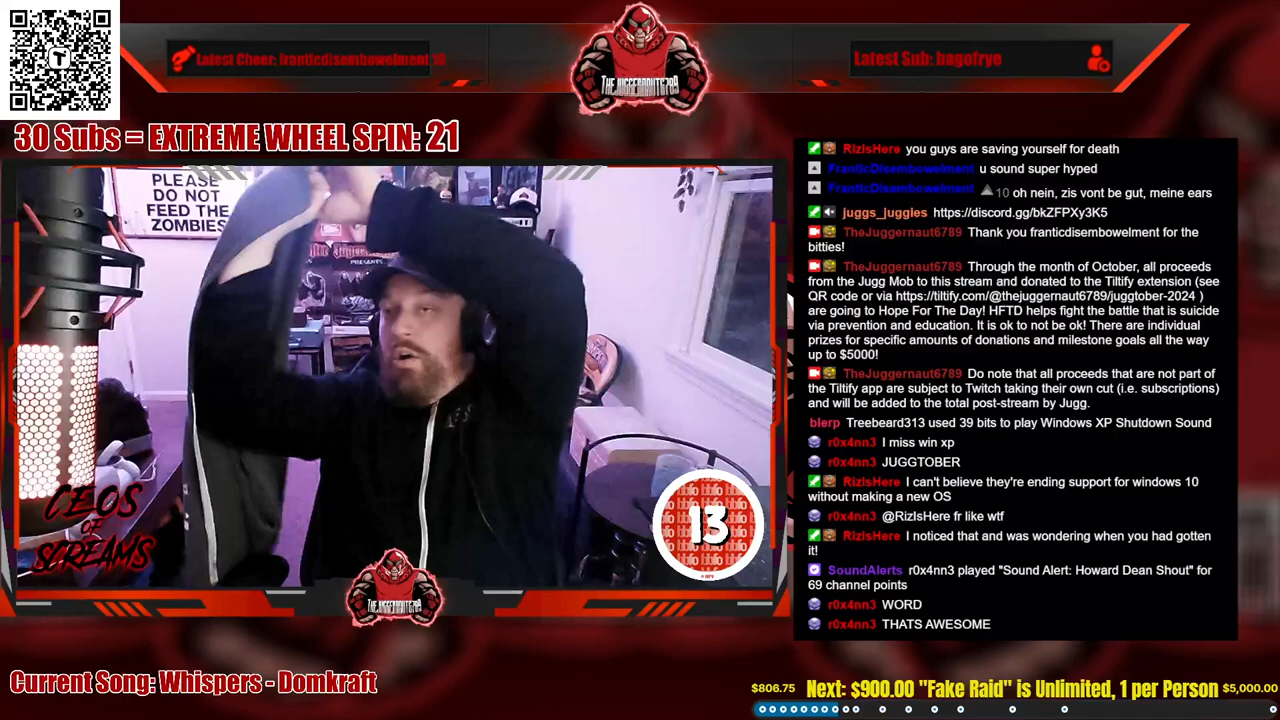 Latest Cheer: franticdisembowelment 10
THEJUGGERNAUT6789
Latest Sub: bagofrye
30 Subs = EXTREME WHEEL SPIN: 21
PLEASE
DO NOT
FEED THE
ZOMBIES
PRESENTS
CEOS
OF
SCREAMS
13
THEJUGGERNAUT6789
RizIsHere you guys are saving yourself for death
FranticDisembowelment u sound super hyped
FranticDisembowelment 10 oh nein, zis vont be gut, meine ears
juggs_juggies https://discord.gg/bkZFPXy3K5
TheJuggernaut6789 Thank you franticdisembowelment for the
bitties!
TheJuggernaut6789 Through the month of October, all proceeds
from the Jugg Mob to this stream and donated to the Tiltify extension (see
QR code or via https://tiltify.com/@thejuggernaut6789/juggtober-2024 )
are going to Hope For The Day! HFTD helps fight the battle that is suicide
via prevention and education. It is ok to not be ok! There are individual
prizes for specific amounts of donations and milestone goals all the way
up to $5000!
TheJuggernaut6789 Do note that all proceeds that are not part of
the Tiltify app are subject to Twitch taking their own cut (i.e. subscriptions)
and will be added to the total post-stream by Jugg.
blerp Treebeard313 used 39 bits to play Windows XP Shutdown Sound
r0x4nn3 I miss win xp
r0x4nn3 JUGGTOBER
RizIsHere I can't believe they're ending support for windows 10
without making a new OS
r0x4nn3 @RizIsHere fr like wtf
RizIsHere I noticed that and was wondering when you had gotten
it!
SoundAlerts r0x4nn3 played "Sound Alert: Howard Dean Shout" for
69 channel points
r0x4nn3 WORD
r0x4nn3 THATS AWESOME
Current Song: Whispers - Domkraft
$806.75 Next: $900.00 "Fake Raid" is Unlimited, 1 per Person $5,000.00